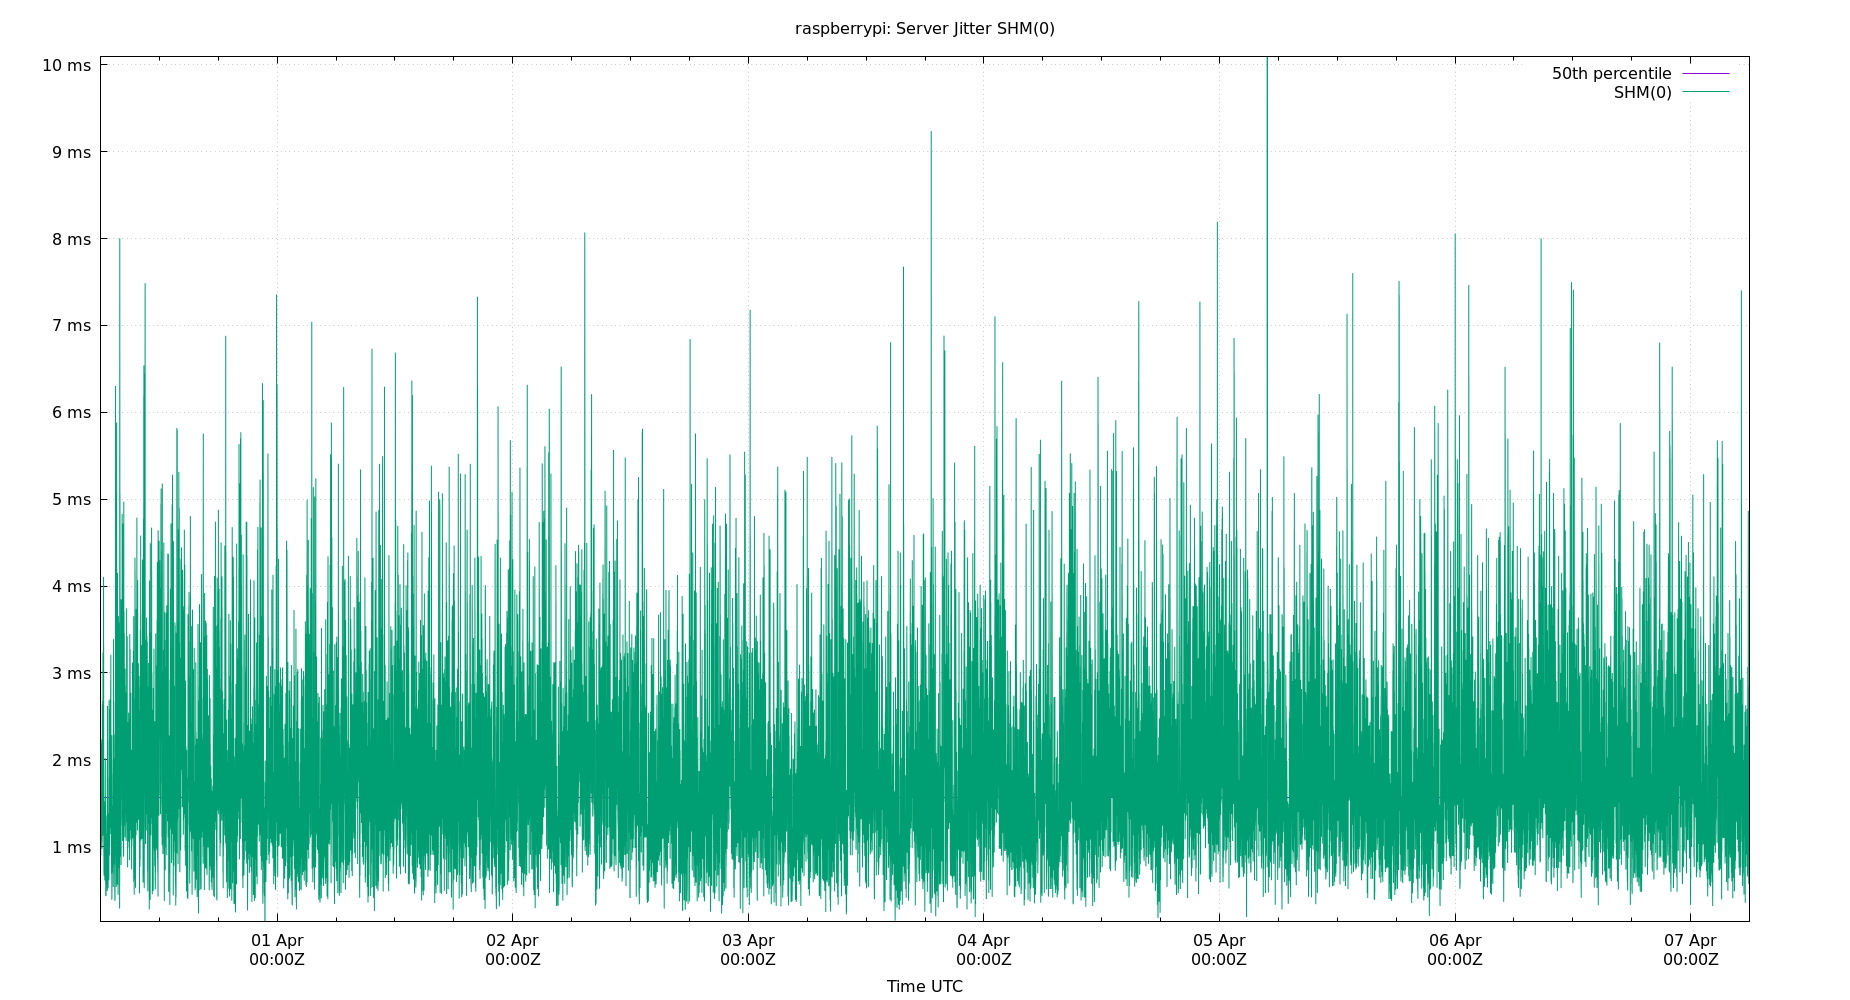 raspberrypi: Server Jitter SHM(0)
10 ms
9 ms
8 ms
7 ms
6 ms
5 ms
4 ms
3 ms
2 ms
1 ms
50th percentile
SHM(0)
01 Apr
00:00Z
02 Apr
00:00Z
03 Apr
00:00Z
04 Apr
00:00Z
05 Apr
00:00Z
06 Apr
00:00Z
07 Apr
00:00Z
Time UTC